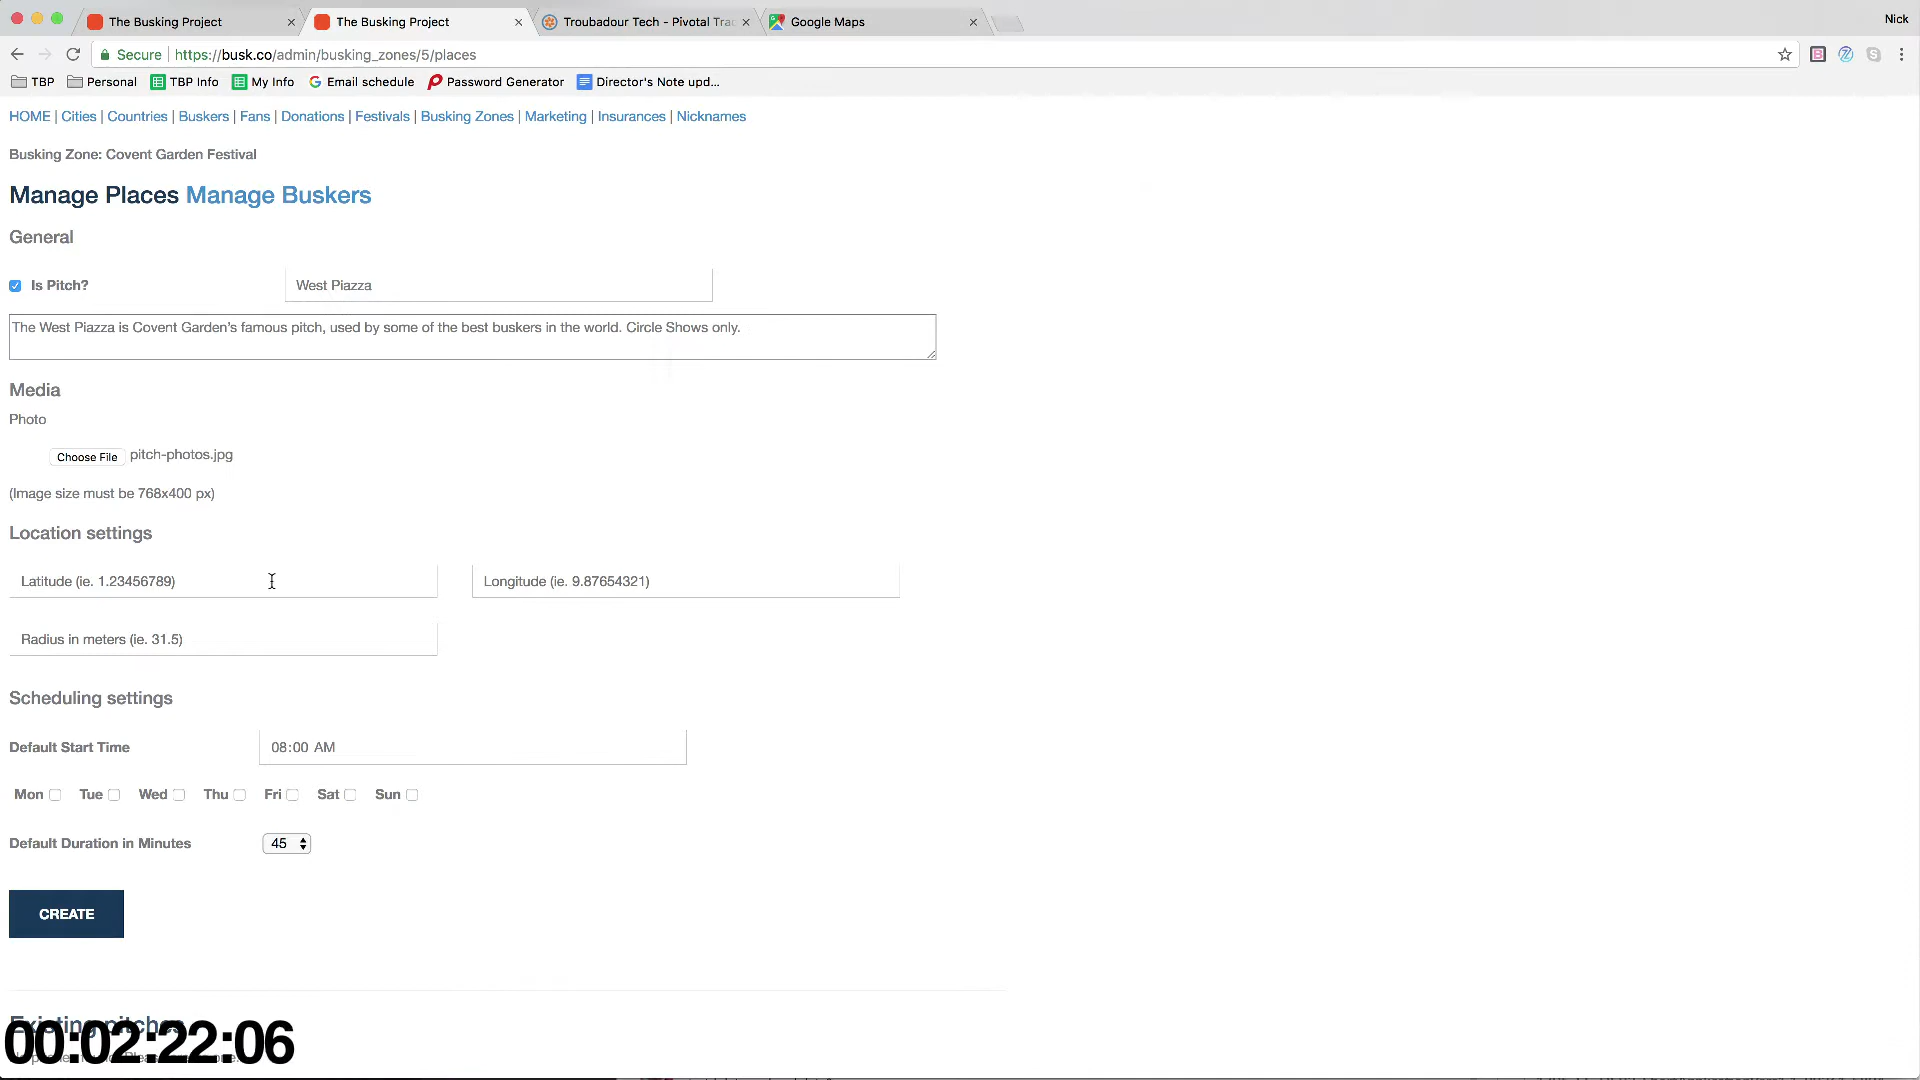 The Busking Project
The Busking Project
Troubadour Tech - Pivotal Trac
Google Maps
Nick
Secure
https://busk.co/admin/busking_zones/5/places
TBP
Personal
TBP Info
My Info
Email schedule
Password Generator
Director's Note upd...
HOME | Cities | Countries | Buskers | Fans | Donations | Festivals | Busking Zones | Marketing | Insurances | Nicknames
Busking Zone: Covent Garden Festival
Manage Places Manage Buskers
General
Is Pitch?
West Piazza
The West Piazza is Covent Garden's famous pitch, used by some of the best buskers in the world. Circle Shows only.
Media
Photo
Choose File pitch-photos.jpg
(Image size must be 768x400 px)
Location settings
Latitude (ie. 1.23456789)
Longitude (ie. 9.87654321)
Radius in meters (ie. 31.5)
Scheduling settings
Default Start Time
08:00 AM
Mon Tue Wed Thu Fri Sat Sun
Default Duration in Minutes
45
CREATE
Existing pitches
00:02:22:06